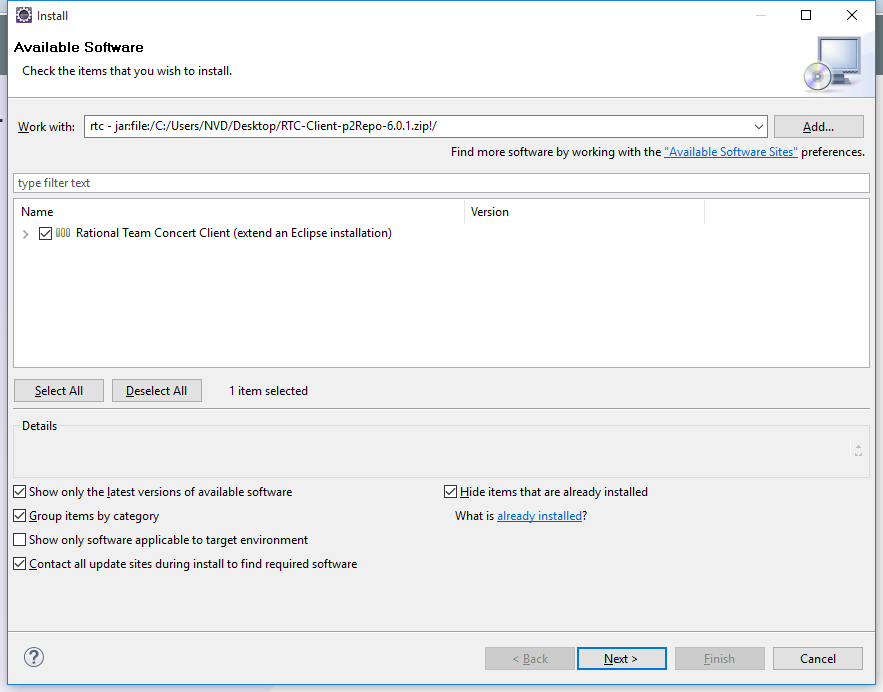 Install
Available Software
Check the items that you wish to install.
Work with: rtc - jar:file:/C:/Users/NVD/Desktop/RTC-Client-p2Repo-6.0.1.zip!/ Add...
Find more software by working with the "Available Software Sites" preferences.
type filter text
Name Version
Rational Team Concert Client (extend an Eclipse installation)
Select All Deselect All 1 item selected
Details
Show only the latest versions of available software Hide items that are already installed
Group items by category What is already installed?
Show only software applicable to target environment
Contact all update sites during install to find required software
? < Back Next > Finish Cancel